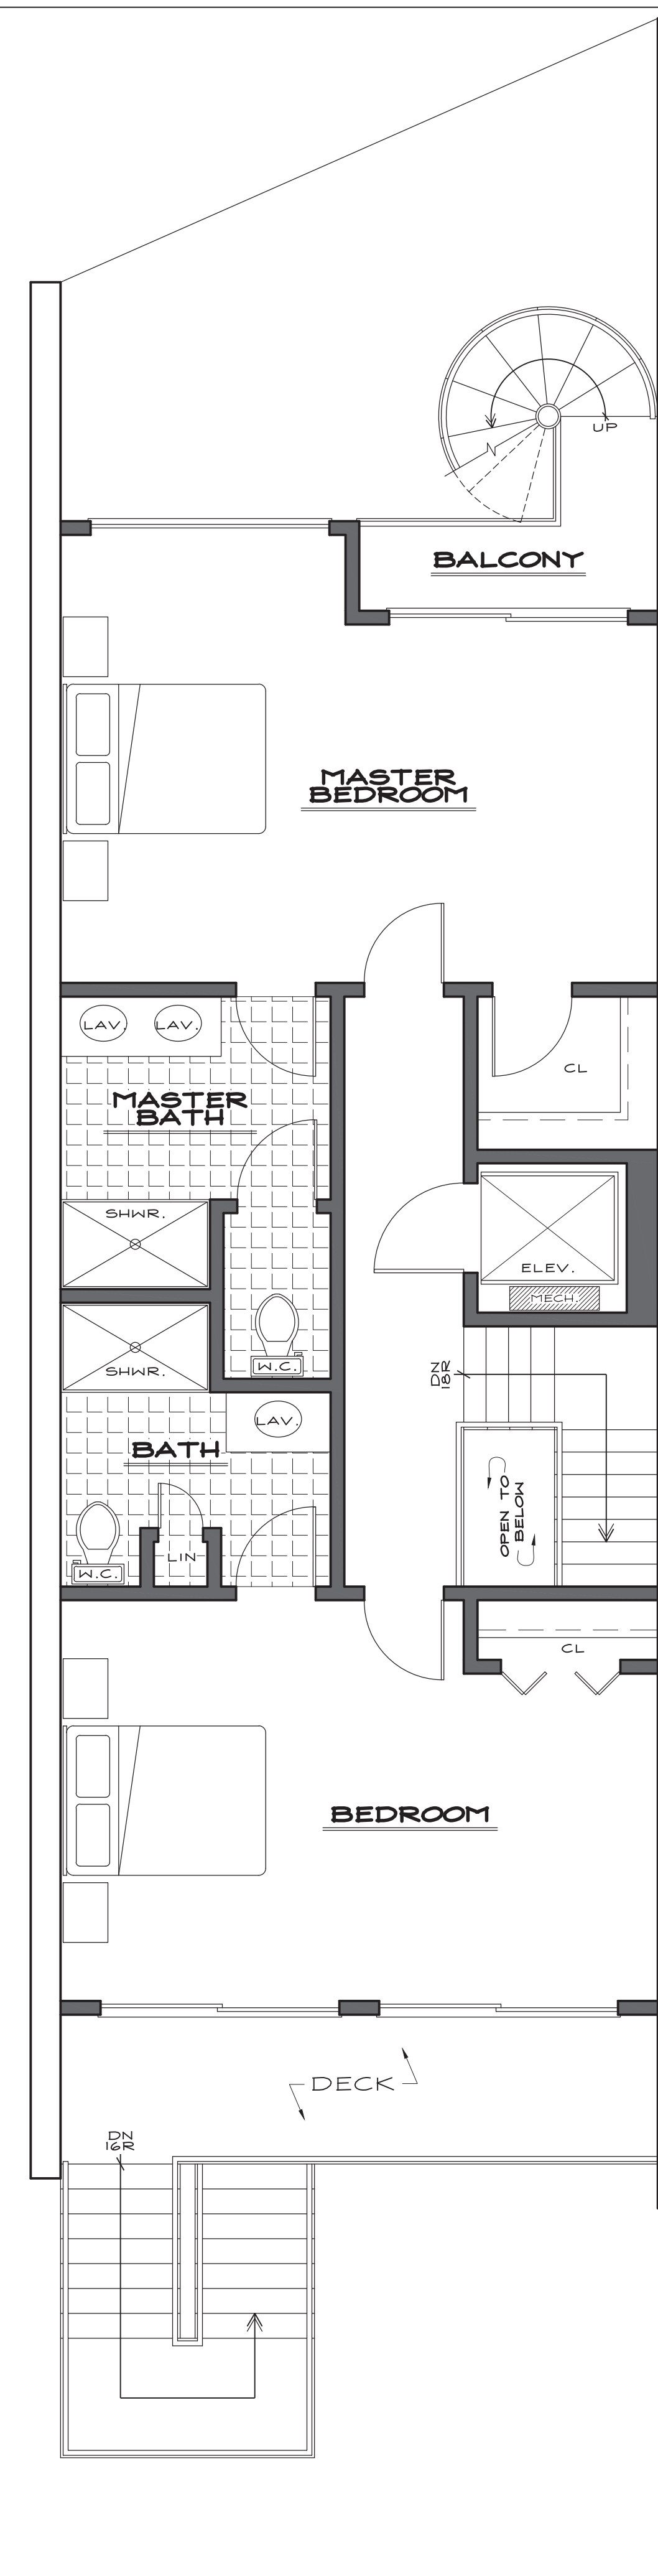 UP
BALCONY
MASTER
BEDROOM
LAV.
LAV.
CL
MASTER
BATH
SHWR.
ELEV.
MECH.
W.C.
SHWR.
DN
18R
LAV.
BATH
OPEN TO
BELOW
LIN
W.C.
CL
BEDROOM
DECK
DN
16R